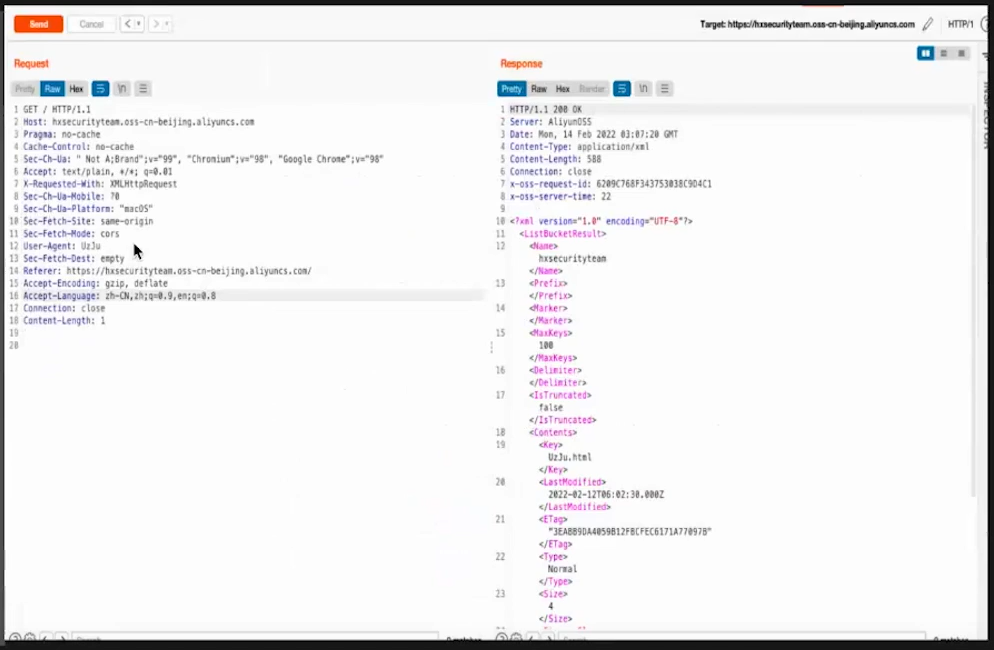 Send
Cancel
Target: https://hxsecurityteam.oss-cn-beijing.aliyuncs.com
HTTP/1
Request
Response
Pretty
Raw
Hex
\n
Pretty
Raw
Hex
Render
\n
1 GET / HTTP/1.1
2 Host: hxsecurityteam.oss-cn-beijing.aliyuncs.com
3 Pragma: no-cache
4 Cache-Control: no-cache
5 Sec-Ch-Ua: " Not A;Brand";v="99", "Chromium";v="98", "Google Chrome";v="98"
6 Accept: text/plain, */*; q=0.01
7 X-Requested-With: XMLHttpRequest
8 Sec-Ch-Ua-Mobile: ?0
9 Sec-Ch-Ua-Platform: "macOS"
10 Sec-Fetch-Site: same-origin
11 Sec-Fetch-Mode: cors
12 User-Agent: UzJu
13 Sec-Fetch-Dest: empty
14 Referer: https://hxsecurityteam.oss-cn-beijing.aliyuncs.com/
15 Accept-Encoding: gzip, deflate
16 Accept-Language: zh-CN,zh;q=0.9,en;q=0.8
17 Connection: close
18 Content-Length: 1
19
20
1 HTTP/1.1 200 OK
2 Server: AliyunOSS
3 Date: Mon, 14 Feb 2022 03:07:20 GMT
4 Content-Type: application/xml
5 Content-Length: 588
6 Connection: close
7 x-oss-request-id: 6209C768F343753038C9D4C1
8 x-oss-server-time: 22
9
10 <?xml version="1.0" encoding="UTF-8"?>
11 <ListBucketResult>
12 <Name>
hxsecurityteam
</Name>
13 <Prefix>
</Prefix>
14 <Marker>
</Marker>
15 <MaxKeys>
100
</MaxKeys>
16 <Delimiter>
</Delimiter>
17 <IsTruncated>
false
</IsTruncated>
18 <Contents>
19 <Key>
UzJu.html
</Key>
20 <LastModified>
2022-02-12T06:02:30.000Z
</LastModified>
21 <ETag>
"3EABB9DA4059B12FBCFEC6171A77097B"
</ETag>
22 <Type>
Normal
</Type>
23 <Size>
4
</Size>